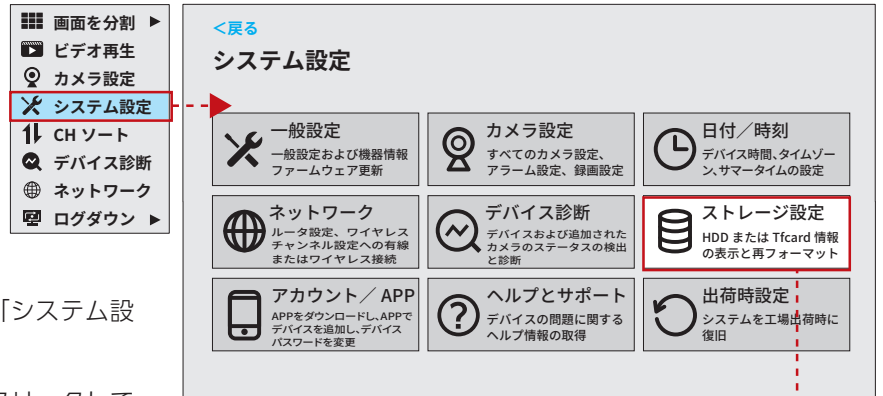 画面を分割 ▶
ビデオ再生
カメラ設定
システム設定
CH ソート
デバイス診断
ネットワーク
ログダウン ▶
「システム設
<戻る
システム設定
一般設定
一般設定および機器情報
ファームウェア更新
カメラ設定
すべてのカメラ設定、
アラーム設定、録画設定
日付／時刻
デバイス時間、タイムゾー
ン、サマータイムの設定
ネットワーク
ルータ設定、ワイヤレス
チャンネル設定への有線
またはワイヤレス接続
デバイス診断
デバイスおよび追加された
カメラのステータスの検出
と診断
ストレージ設定
HDD または Tfcard 情報
の表示と再フォーマット
アカウント／ APP
APPをダウンロードし、APPで
デバイスを追加し、デバイス
パスワードを変更
ヘルプとサポート
デバイスの問題に関する
ヘルプ情報の取得
出荷時設定
システムを工場出荷時に
復旧